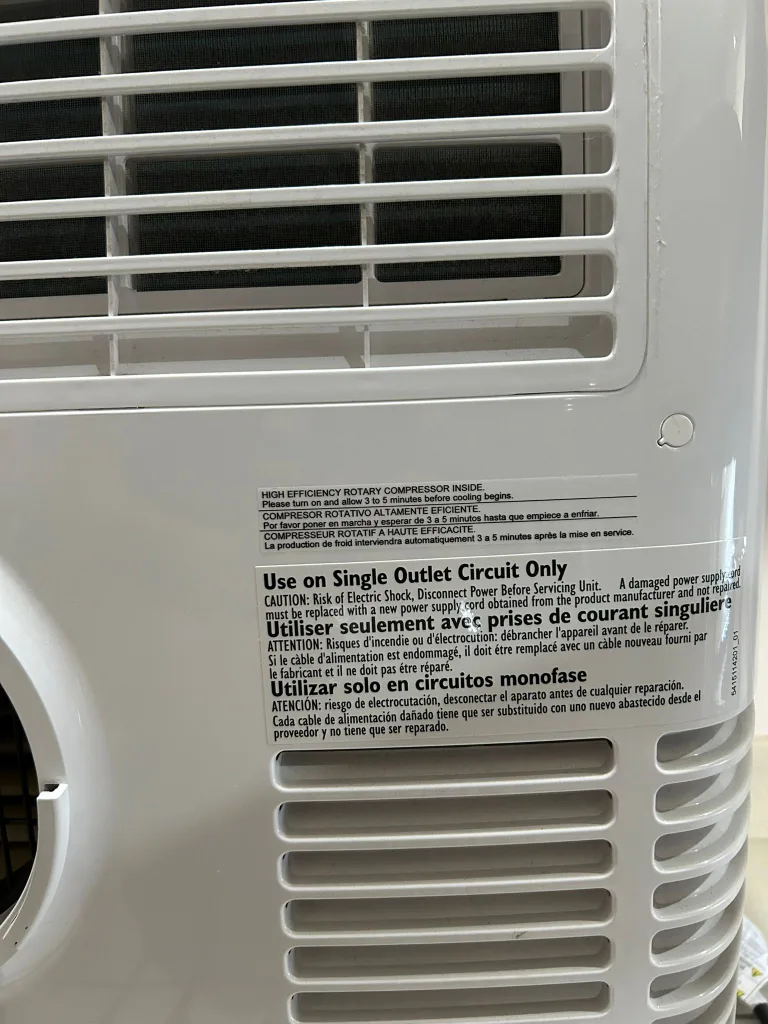 HIGH EFFICIENCY ROTARY COMPRESSOR INSIDE.
Please turn on and allow 3 to 5 minutes before cooling begins.
COMPRESOR ROTATIVO ALTAMENTE EFICIENTE.
Por favor poner en marcha y esperar de 3 a 5 minutos hasta que empiece a enfriar.
COMPRESSEUR ROTATIF A HAUTE EFFICACITE.
La production de froid interviendra automatiquement 3 a 5 minutes après la mise en service.
Use on Single Outlet Circuit Only
CAUTION: Risk of Electric Shock, Disconnect Power Before Servicing Unit. A damaged power supply cord
must be replaced with a new power supply cord obtained from the product manufacturer and not repaired.
Utiliser seulement avec prises de courant singuliere
ATTENTION: Risques d'incendie ou d'électrocution: débrancher l'appareil avant de le réparer.
Si le càble d'alimentation est endommagé, il doit étre remplacé avec un càble nouveau fourni par
le fabricant et il ne doit pas étre réparé.
Utilizar solo en circuitos monofase
ATENCIÓN: riesgo de electrocutación, desconectar el aparato antes de cualquier reparación.
Cada cable de alimentación dañado tiene que ser substituido con uno nuevo abastecido desde el
proveedor y no tiene que ser reparado.
5415114201_01